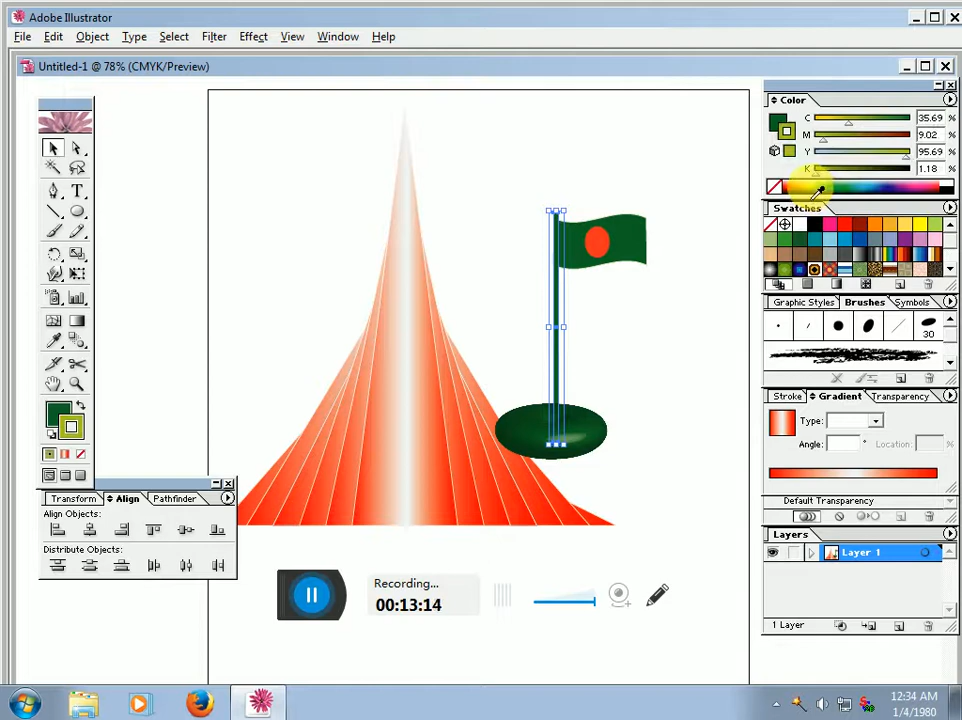 Adobe Illustrator
File Edit Object Type Select Filter Effect View Window Help
Untitled-1 @ 78% (CMYK/Preview)
Color
C 35.69 %
M 9.02 %
Y 95.69 %
K 1.18 %
Swatches
Graphic Styles Brushes Symbols
30
Stroke Gradient Transparency
Type:
Angle: ° Location: %
Default Transparency
Layers
Layer 1
1 Layer
T
Transform Align Pathfinder
Align Objects:
Distribute Objects:
Recording...
00:13:14
12:34 AM
1/4/1980